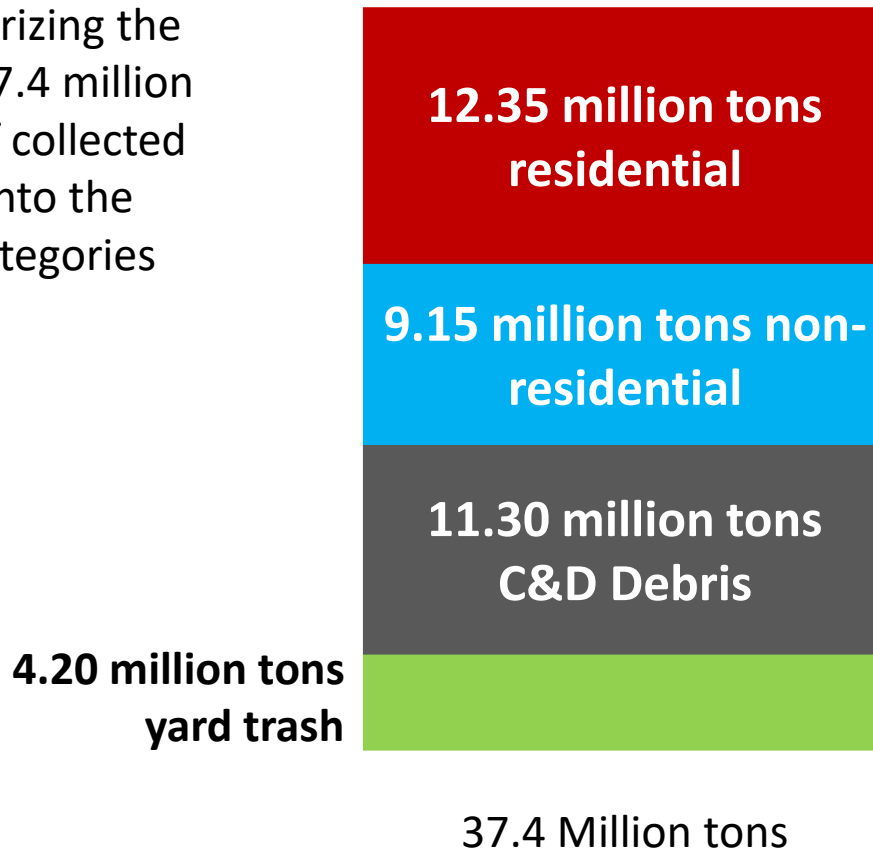 rizing the
7.4 million
collected
nto the
tegories
12.35 million tons
residential
9.15 million tons non-
residential
11.30 million tons
C&D Debris
4.20 million tons
yard trash
37.4 Million tons